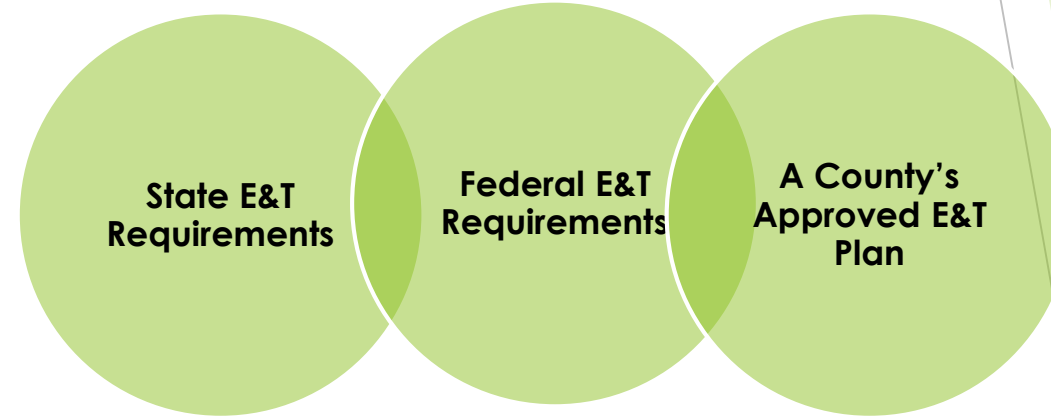 State E&T
Requirements
Federal E&T
Requirements
A County’s
Approved E&T
Plan